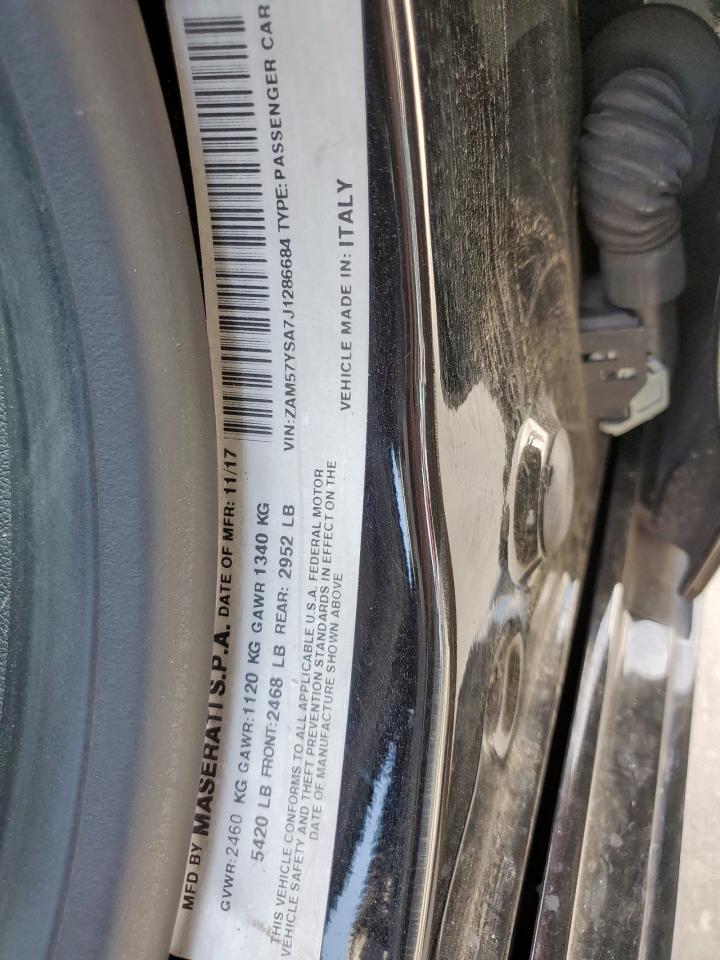 MFD BY MASERATI S.P.A. DATE OF MFR: 11/17
GVWR:2460 KG GAWR:1120 KG GAWR 1340 KG
5420 LB FRONT:2468 LB REAR: 2952 LB
THIS VEHICLE CONFORMS TO ALL APPLICABLE U.S.A. FEDERAL MOTOR
VEHICLE SAFETY AND THEFT PREVENTION STANDARDS IN EFFECT ON THE
DATE OF MANUFACTURE SHOWN ABOVE
VIN:ZAM57YSA7J1286684 TYPE:PASSENGER CAR
VEHICLE MADE IN: ITALY